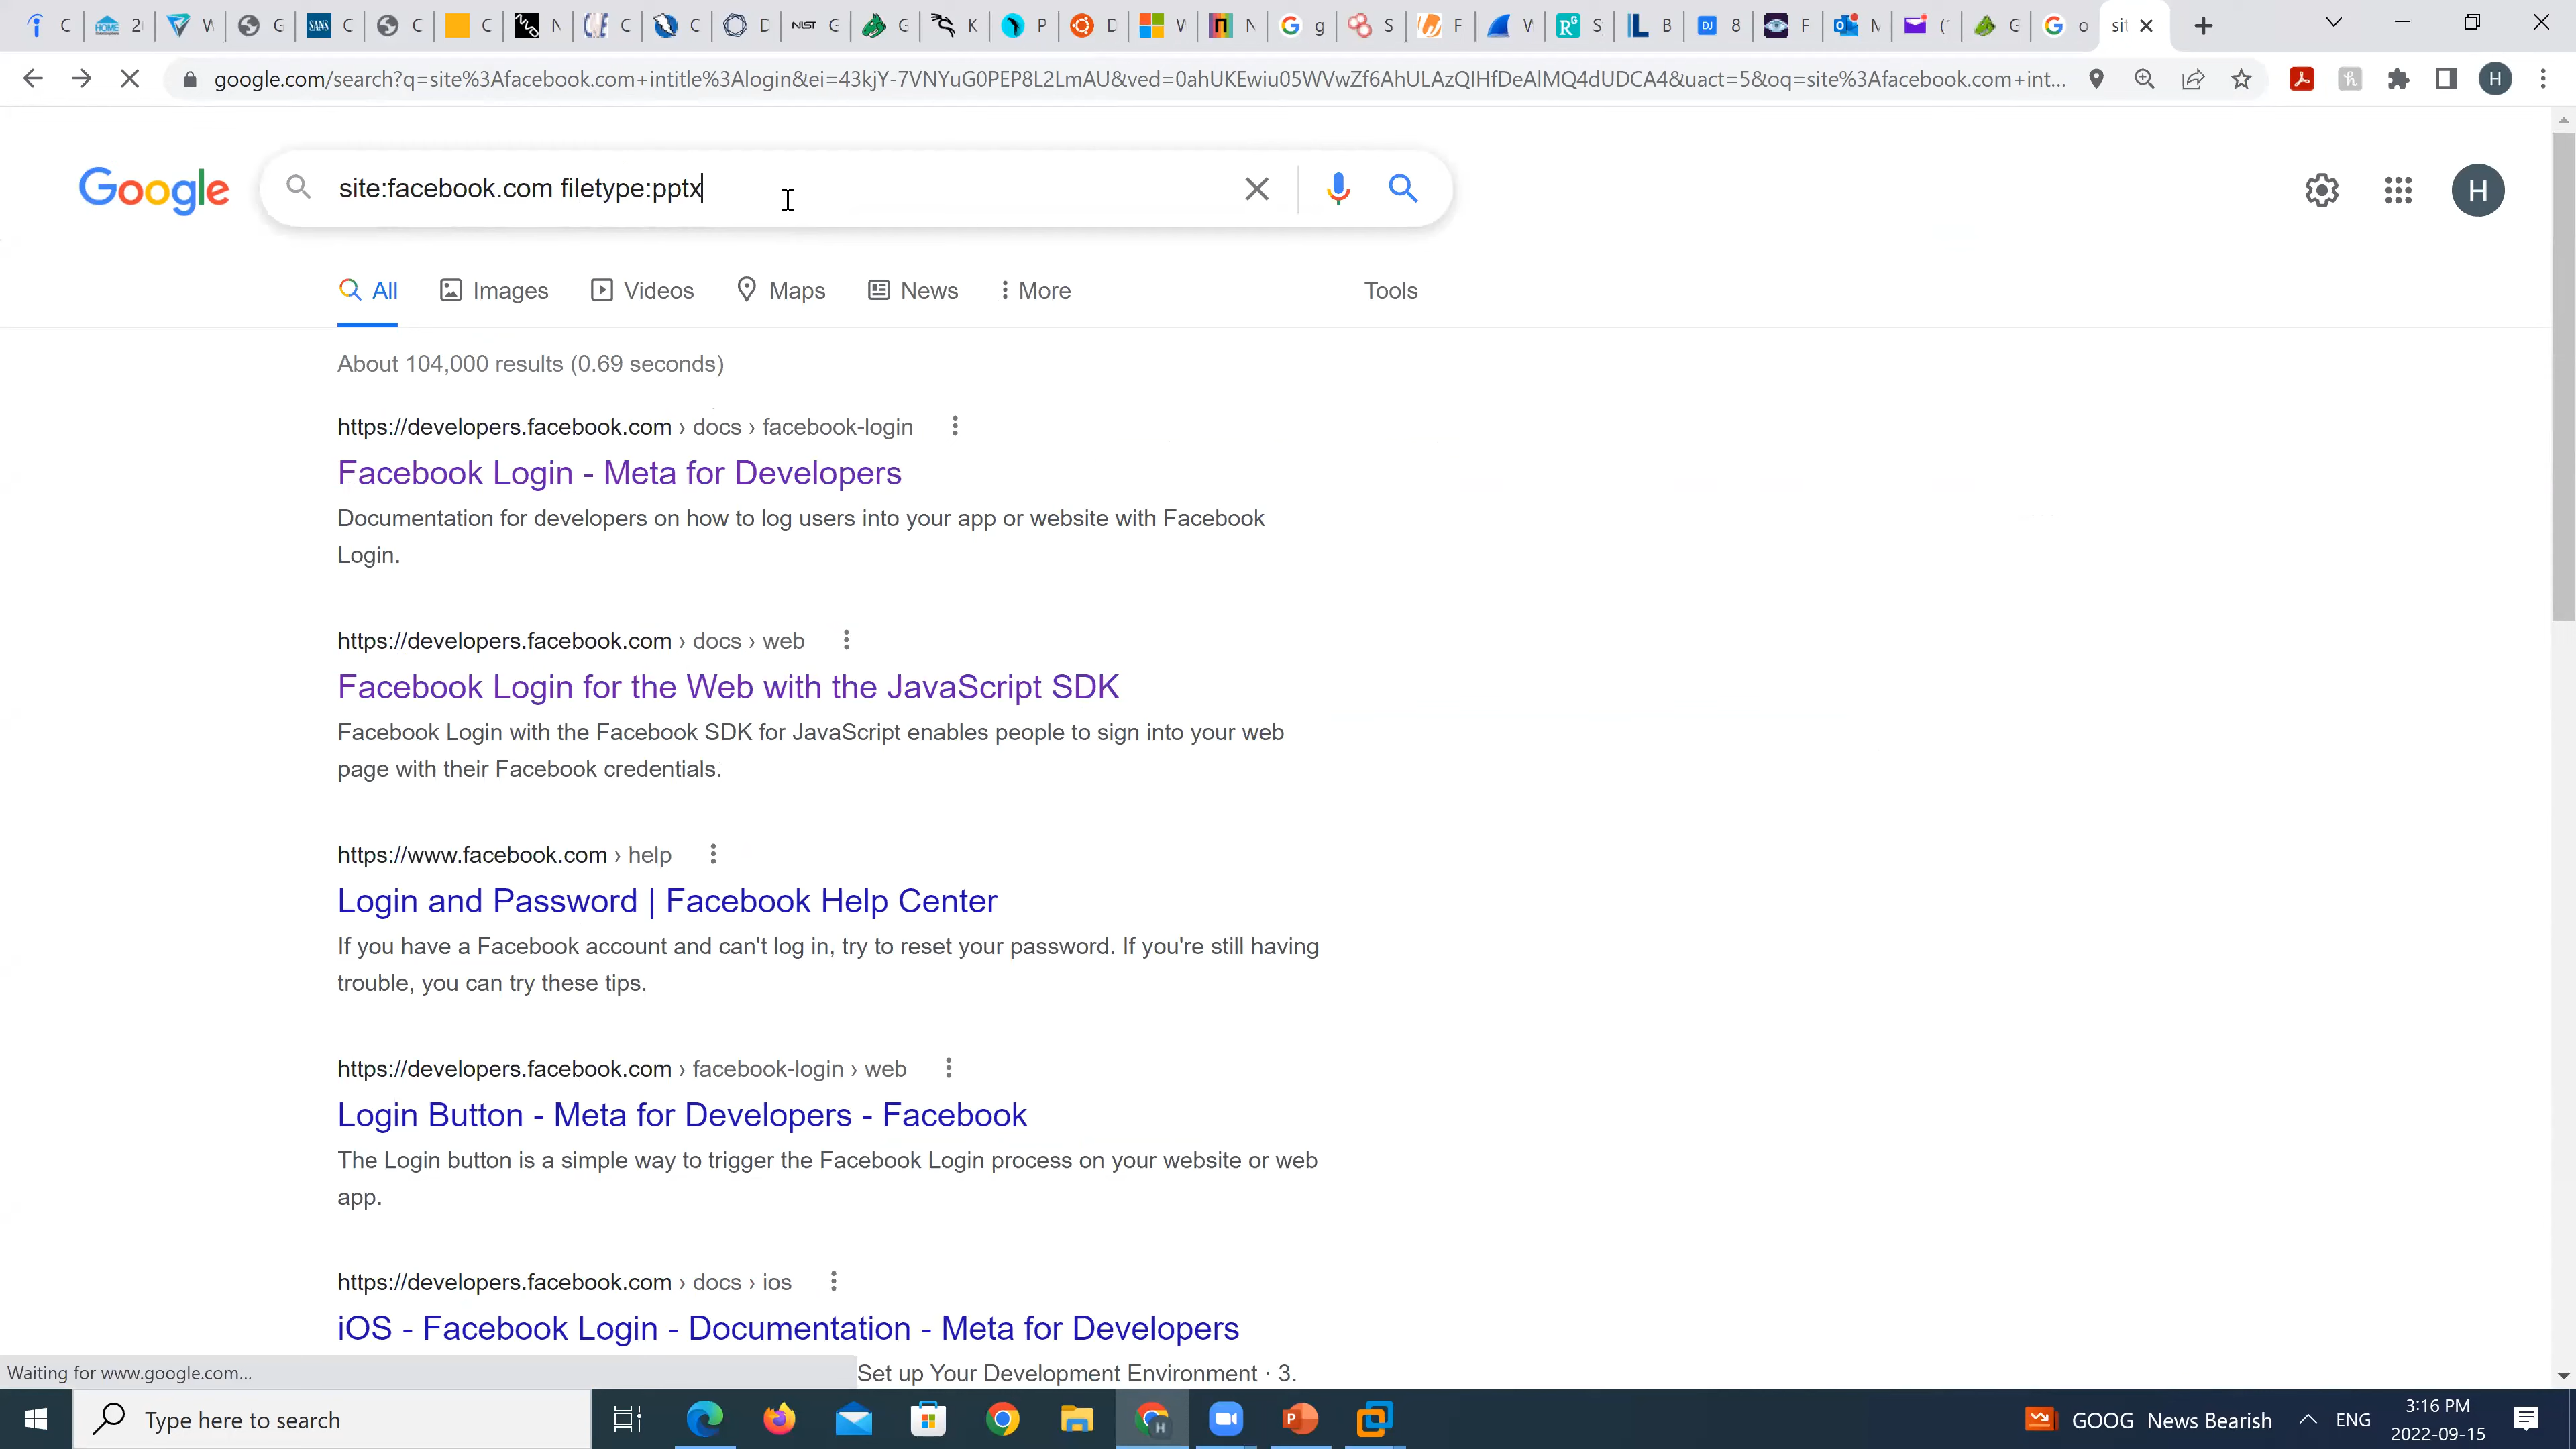 C 2 W G SANS C C C N C C D NIST G G K P D W N g S F W S B 8 F M ( G o sit
google.com/search?q=site%3Afacebook.com+intitle%3Alogin&ei=43kjY-7VNYuG0PEP8L2LmAU&ved=0ahUKEwiu05WVwZf6AhULAzQIHfDeAlMQ4dUDCA4&uact=5&oq=site%3Afacebook.com+int... H
Google site:facebook.com filetype:pptx H
All Images Videos Maps News More Tools
About 104,000 results (0.69 seconds)
https://developers.facebook.com › docs › facebook-login
Facebook Login - Meta for Developers
Documentation for developers on how to log users into your app or website with Facebook
Login.
https://developers.facebook.com › docs › web
Facebook Login for the Web with the JavaScript SDK
Facebook Login with the Facebook SDK for JavaScript enables people to sign into your web
page with their Facebook credentials.
https://www.facebook.com › help
Login and Password | Facebook Help Center
If you have a Facebook account and can't log in, try to reset your password. If you're still having
trouble, you can try these tips.
https://developers.facebook.com › facebook-login › web
Login Button - Meta for Developers - Facebook
The Login button is a simple way to trigger the Facebook Login process on your website or web
app.
https://developers.facebook.com › docs › ios
iOS - Facebook Login - Documentation - Meta for Developers
Waiting for www.google.com... Set up Your Development Environment · 3.
Type here to search GOOG News Bearish ENG 3:16 PM
2022-09-15